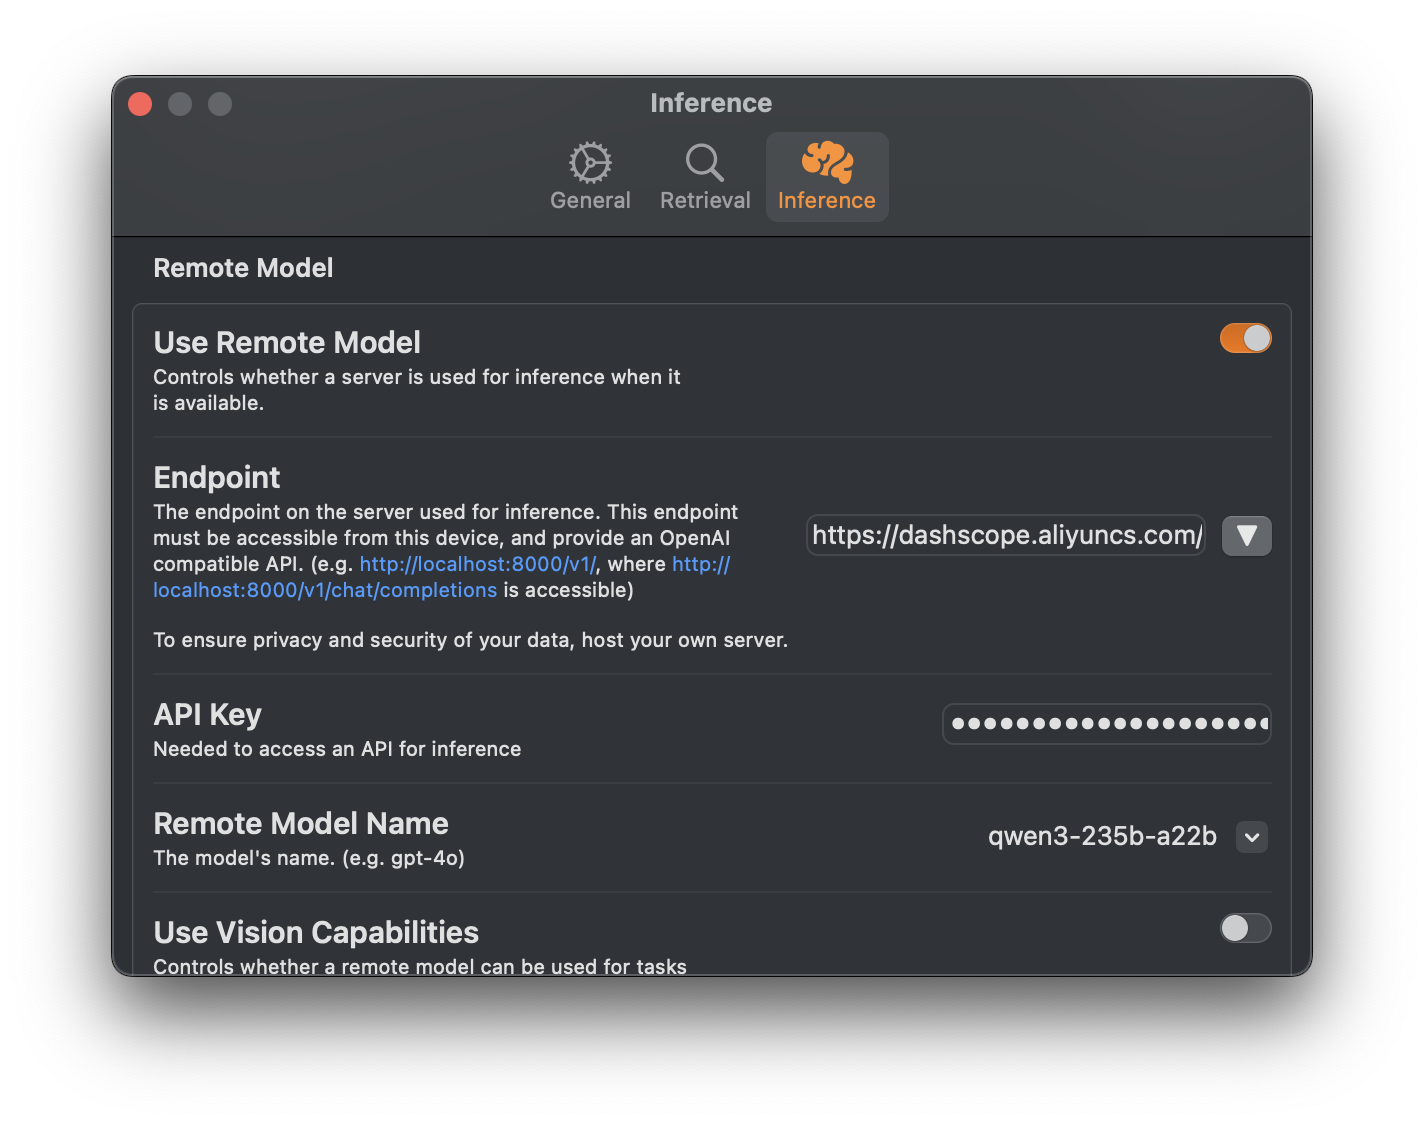 Inference
General
Retrieval
Inference
Remote Model
Use Remote Model
Controls whether a server is used for inference when it
is available.
Endpoint
The endpoint on the server used for inference. This endpoint
must be accessible from this device, and provide an OpenAI
compatible API. (e.g. http://localhost:8000/v1/, where http://
localhost:8000/v1/chat/completions is accessible)
To ensure privacy and security of your data, host your own server.
https://dashscope.aliyuncs.com/
API Key
Needed to access an API for inference
Remote Model Name
The model's name. (e.g. gpt-4o)
qwen3-235b-a22b
Use Vision Capabilities
Controls whether a remote model can be used for tasks